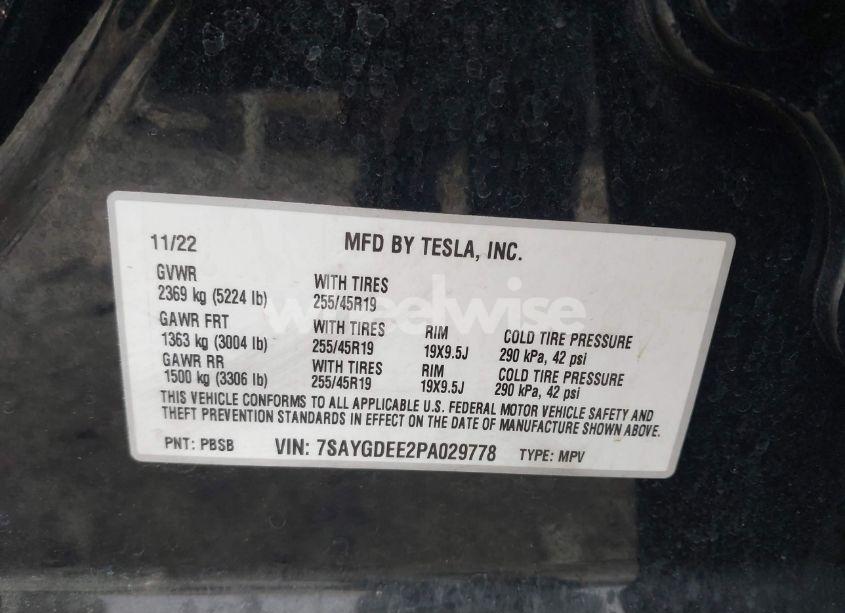 11/22 MFD BY TESLA, INC.
GVWR
2369 kg (5224 lb) WITH TIRES 255/45R19
GAWR FRT
1363 kg (3004 lb) WITH TIRES 255/45R19 RIM 19X9.5J COLD TIRE PRESSURE 290 kPa, 42 psi
GAWR RR
1500 kg (3306 lb) WITH TIRES 255/45R19 RIM 19X9.5J COLD TIRE PRESSURE 290 kPa, 42 psi
THIS VEHICLE CONFORMS TO ALL APPLICABLE U.S. FEDERAL MOTOR VEHICLE SAFETY AND
THEFT PREVENTION STANDARDS IN EFFECT ON THE DATE OF MANUFACTURE SHOWN ABOVE.
PNT: PBSB VIN: 7SAYGDEE2PA029778 TYPE: MPV
wheelwise